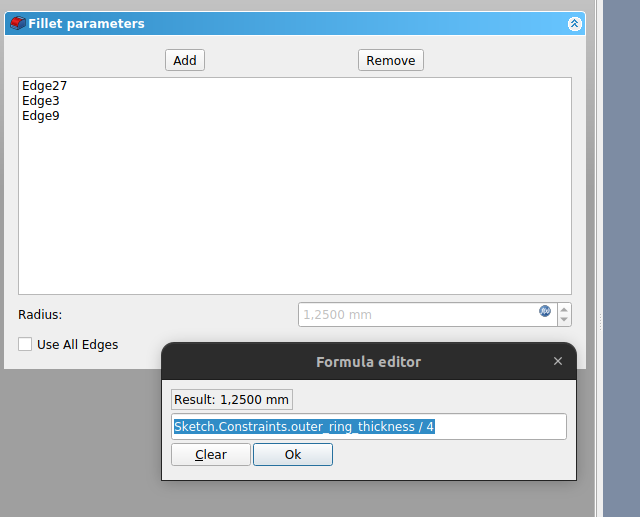 Fillet parameters
Add
Remove
Edge27
Edge3
Edge9
Radius:
1,2500 mm
f(x)
Use All Edges
Formula editor
×
Result: 1,2500 mm
Sketch.Constraints.outer_ring_thickness / 4
Clear
Ok